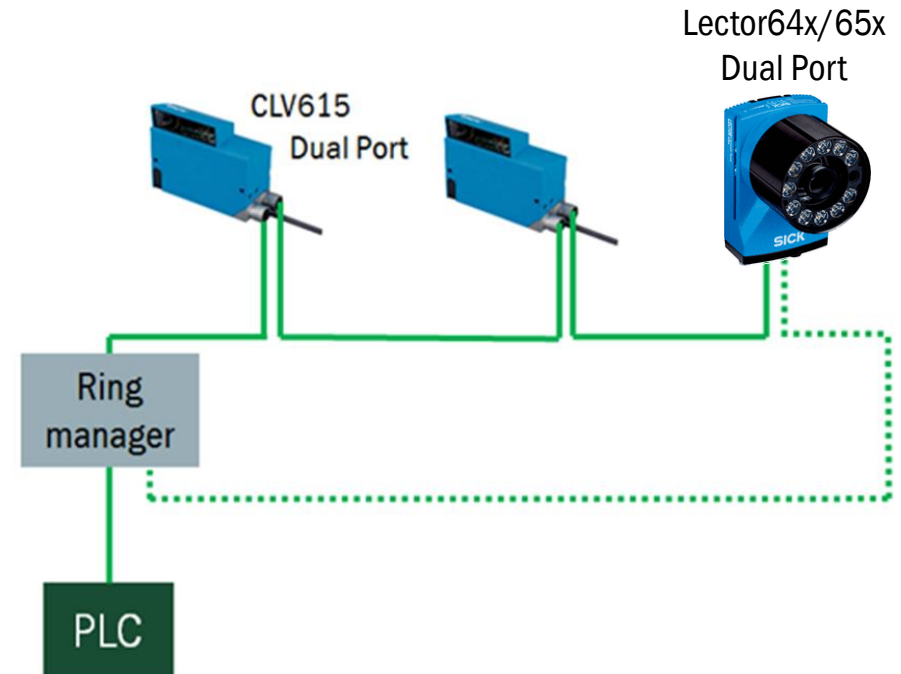 Lector64x/65x
Dual Port
CLV615
Dual Port
SICK
Ring
manager
PLC